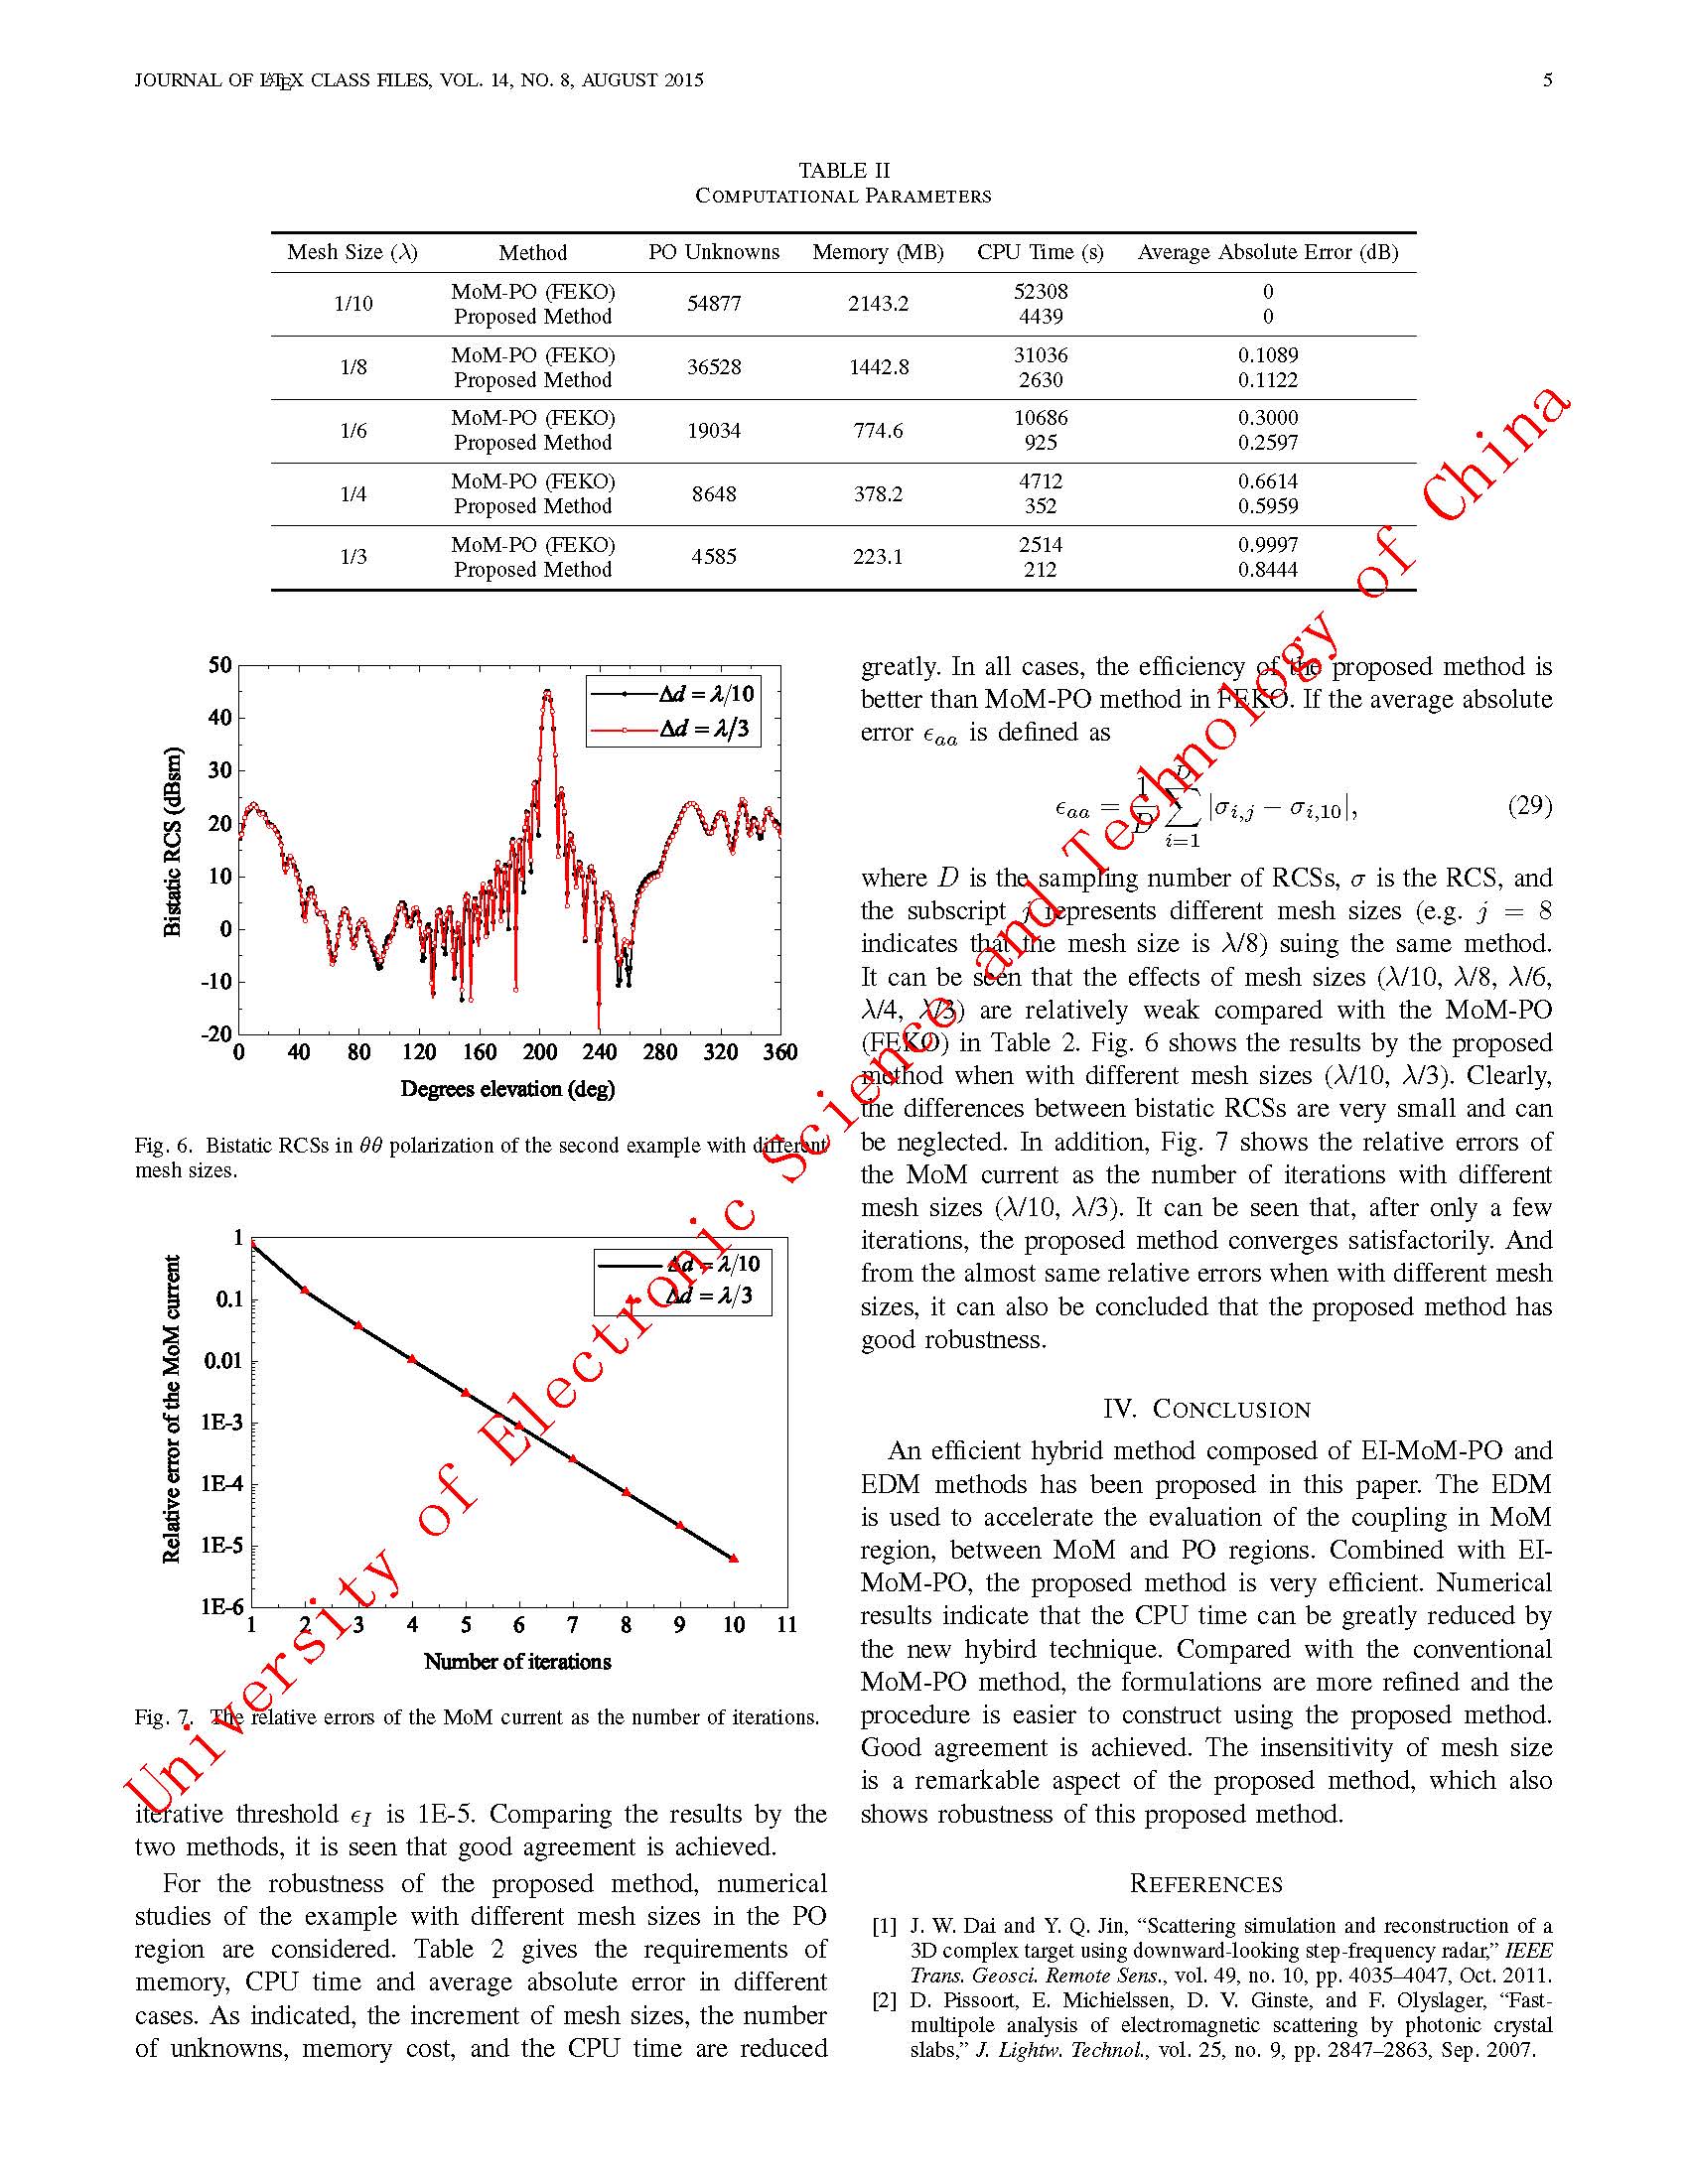 JOURNAL OF LATEX CLASS FILES, VOL. 14, NO. 8, AUGUST 2015 5
TABLE II
COMPUTATIONAL PARAMETERS
Mesh Size (λ) Method PO Unknowns Memory (MB) CPU Time (s) Average Absolute Error (dB)
1/10 MoM-PO (FEKO) 54877 2143.2 52308 0
Proposed Method 4439 0
1/8 MoM-PO (FEKO) 36528 1442.8 31036 0.1089
Proposed Method 2630 0.1122
1/6 MoM-PO (FEKO) 19034 774.6 10686 0.3000
Proposed Method 925 0.2597
1/4 MoM-PO (FEKO) 8648 378.2 4712 0.6614
Proposed Method 352 0.5959
1/3 MoM-PO (FEKO) 4585 223.1 2514 0.9997
Proposed Method 212 0.8444
50
40
30
20
10
0
-10
-20
Bistatic RCS (dBsm)
Δd = λ/10
Δd = λ/3
0 40 80 120 160 200 240 280 320 360
Degrees elevation (deg)
Fig. 6. Bistatic RCSs in θθ polarization of the second example with different
mesh sizes.
1
0.1
0.01
1E-3
1E-4
1E-5
1E-6
Relative error of the MoM current
Δd = λ/10
Δd = λ/3
1 2 3 4 5 6 7 8 9 10 11
Number of iterations
Fig. 7. The relative errors of the MoM current as the number of iterations.
iterative threshold ϵI is 1E-5. Comparing the results by the
two methods, it is seen that good agreement is achieved.
For the robustness of the proposed method, numerical
studies of the example with different mesh sizes in the PO
region are considered. Table 2 gives the requirements of
memory, CPU time and average absolute error in different
cases. As indicated, the increment of mesh sizes, the number
of unknowns, memory cost, and the CPU time are reduced
greatly. In all cases, the efficiency of the proposed method is
better than MoM-PO method in FEKO. If the average absolute
error ϵaa is defined as
ϵaa = 1/D ∑_{i=1}^{D} |σi,j − σi,10|, (29)
where D is the sampling number of RCSs, σ is the RCS, and
the subscript j represents different mesh sizes (e.g. j = 8
indicates that the mesh size is λ/8) suing the same method.
It can be seen that the effects of mesh sizes (λ/10, λ/8, λ/6,
λ/4, λ/3) are relatively weak compared with the MoM-PO
(FEKO) in Table 2. Fig. 6 shows the results by the proposed
method when with different mesh sizes (λ/10, λ/3). Clearly,
the differences between bistatic RCSs are very small and can
be neglected. In addition, Fig. 7 shows the relative errors of
the MoM current as the number of iterations with different
mesh sizes (λ/10, λ/3). It can be seen that, after only a few
iterations, the proposed method converges satisfactorily. And
from the almost same relative errors when with different mesh
sizes, it can also be concluded that the proposed method has
good robustness.
IV. CONCLUSION
An efficient hybrid method composed of EI-MoM-PO and
EDM methods has been proposed in this paper. The EDM
is used to accelerate the evaluation of the coupling in MoM
region, between MoM and PO regions. Combined with EI-
MoM-PO, the proposed method is very efficient. Numerical
results indicate that the CPU time can be greatly reduced by
the new hybird technique. Compared with the conventional
MoM-PO method, the formulations are more refined and the
procedure is easier to construct using the proposed method.
Good agreement is achieved. The insensitivity of mesh size
is a remarkable aspect of the proposed method, which also
shows robustness of this proposed method.
REFERENCES
[1] J. W. Dai and Y. Q. Jin, “Scattering simulation and reconstruction of a
3D complex target using downward-looking step-frequency radar,” IEEE
Trans. Geosci. Remote Sens., vol. 49, no. 10, pp. 4035–4047, Oct. 2011.
[2] D. Pissoort, E. Michielssen, D. V. Ginste, and F. Olyslager, “Fast-
multipole analysis of electromagnetic scattering by photonic crystal
slabs,” J. Lightw. Technol., vol. 25, no. 9, pp. 2847–2863, Sep. 2007.
University of Electronic Science and Technology of China